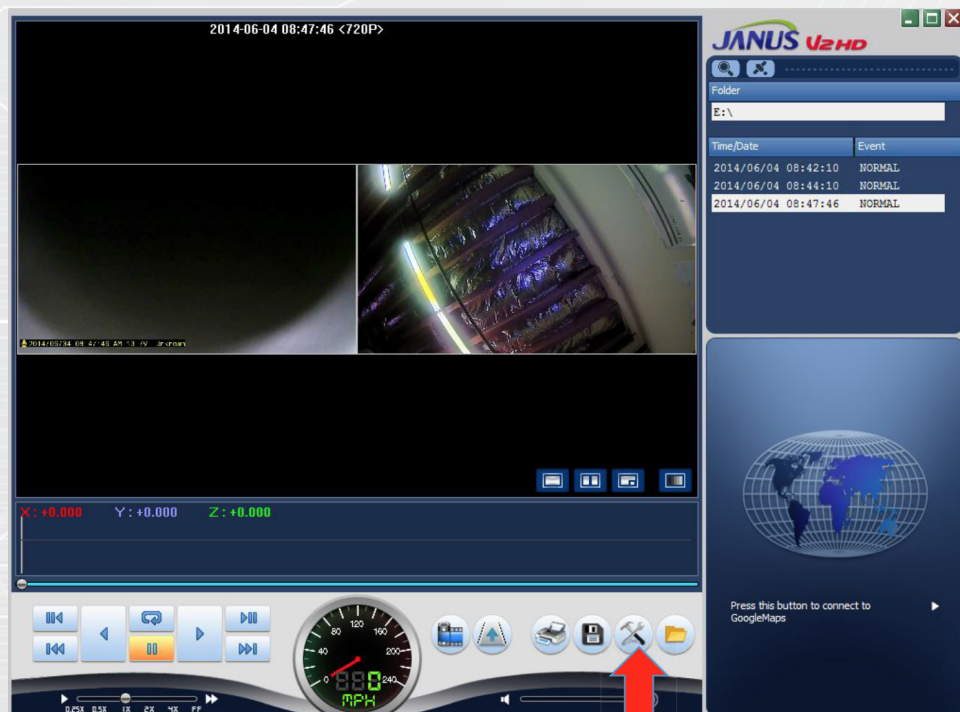 2014-06-04 08:47:46 <720P>
JANUS V2HD
Folder
E:\
Time/Date Event
2014/06/04 08:42:10 NORMAL
2014/06/04 08:44:10 NORMAL
2014/06/04 08:47:46 NORMAL
X: +0.000 Y: +0.000 Z: +0.000
Press this button to connect to
GoogleMaps
0 40 80 120 160 200 240
0
MPH
0.25X 0.5X 1X 2X 4X FF